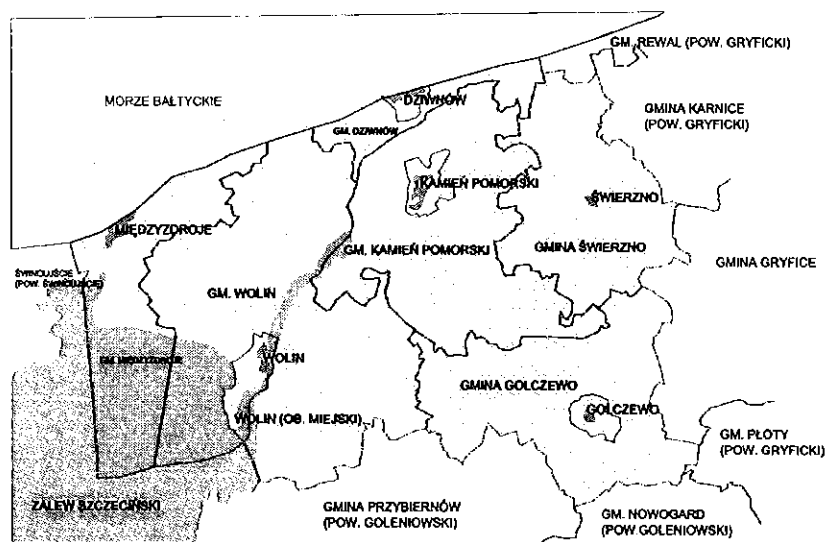 GM. REWAL (POW. GRYFICKI)
MORZE BAŁTYCKIE
DZIWNÓW
GMINA KARNICE
(POW. GRYFICKI)
GM. DZIWNÓW
KAMIEŃ POMORSKI
ŚWIERZNO
MIĘDZYZDROJE
GM. KAMIEŃ POMORSKI
GMINA ŚWIERZNO
ŚWINOUJŚCIE
(POW. ŚWINOUJŚCIE)
GMINA GRYFICE
GM. WOLIN
GM. MIĘDZYZDROJE
WOLIN
GMINA GOLCZEWO
WOLIN (OB. MIEJSKI)
GOLCZEWO
GM. PŁOTY
(POW. GRYFICKI)
ZALEW SZCZECIŃSKI
GMINA PRZYBIERNÓW
(POW. GOLENIOWSKI)
GM. NOWOGARD
(POW.GOLENIOWSKI)